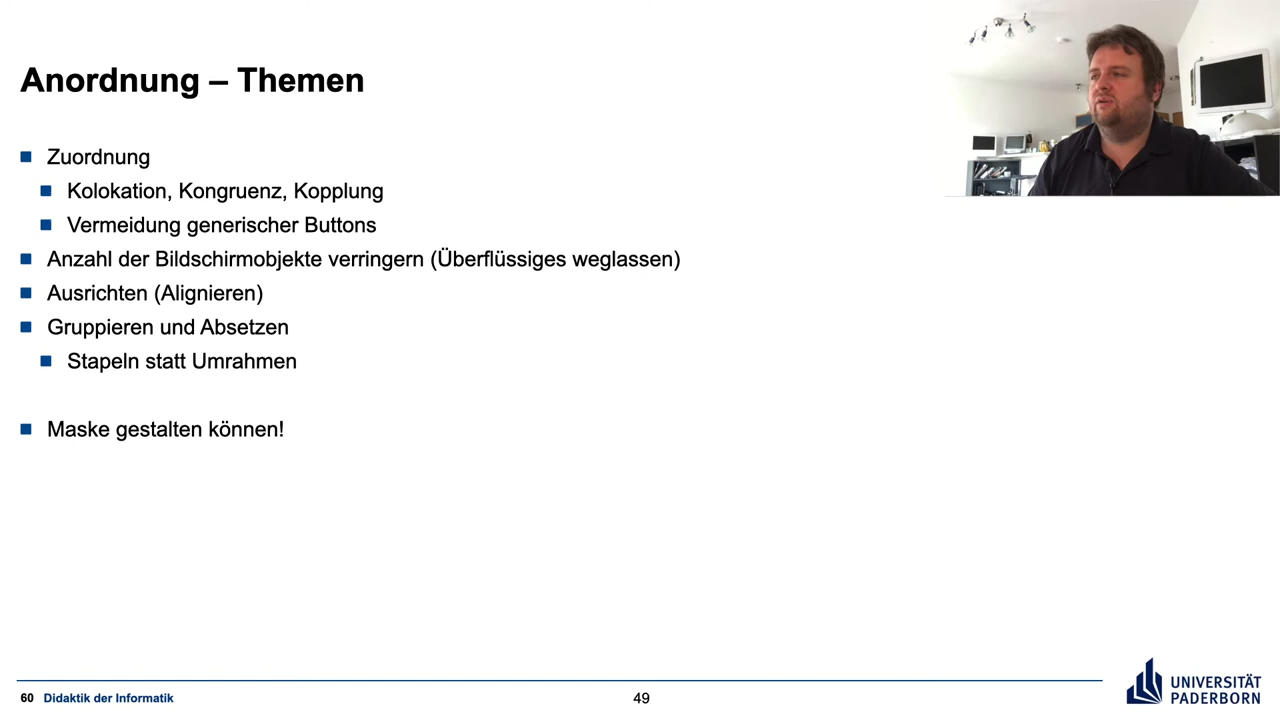 Anordnung – Themen
Zuordnung
Kolokation, Kongruenz, Kopplung
Vermeidung generischer Buttons
Anzahl der Bildschirmobjekte verringern (Überflüssiges weglassen)
Ausrichten (Alignieren)
Gruppieren und Absetzen
Stapeln statt Umrahmen
Maske gestalten können!
60 Didaktik der Informatik
49
UNIVERSITÄT
PADERBORN